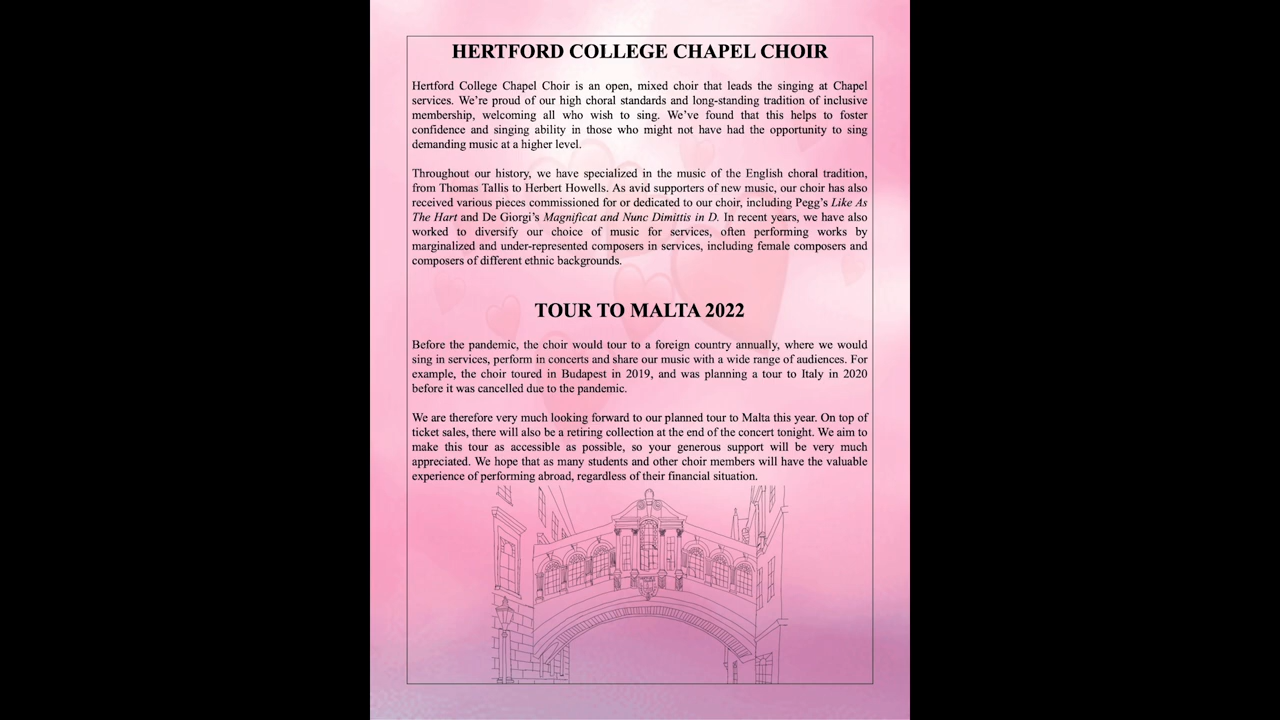 HERTFORD COLLEGE CHAPEL CHOIR
Hertford College Chapel Choir is an open, mixed choir that leads the singing at Chapel
services. We're proud of our high choral standards and long-standing tradition of inclusive
membership, welcoming all who wish to sing. We've found that this helps to foster
confidence and singing ability in those who might not have had the opportunity to sing
demanding music at a higher level.
Throughout our history, we have specialized in the music of the English choral tradition,
from Thomas Tallis to Herbert Howells. As avid supporters of new music, our choir has also
received various pieces commissioned for or dedicated to our choir, including Pegg's Like As
The Hart and De Giorgi's Magnificat and Nunc Dimittis in D. In recent years, we have also
worked to diversify our choice of music for services, often performing works by
marginalized and under-represented composers in services, including female composers and
composers of different ethnic backgrounds.
TOUR TO MALTA 2022
Before the pandemic, the choir would tour to a foreign country annually, where we would
sing in services, perform in concerts and share our music with a wide range of audiences. For
example, the choir toured in Budapest in 2019, and was planning a tour to Italy in 2020
before it was cancelled due to the pandemic.
We are therefore very much looking forward to our planned tour to Malta this year. On top of
ticket sales, there will also be a retiring collection at the end of the concert tonight. We aim to
make this tour as accessible as possible, so your generous support will be very much
appreciated. We hope that as many students and other choir members will have the valuable
experience of performing abroad, regardless of their financial situation.